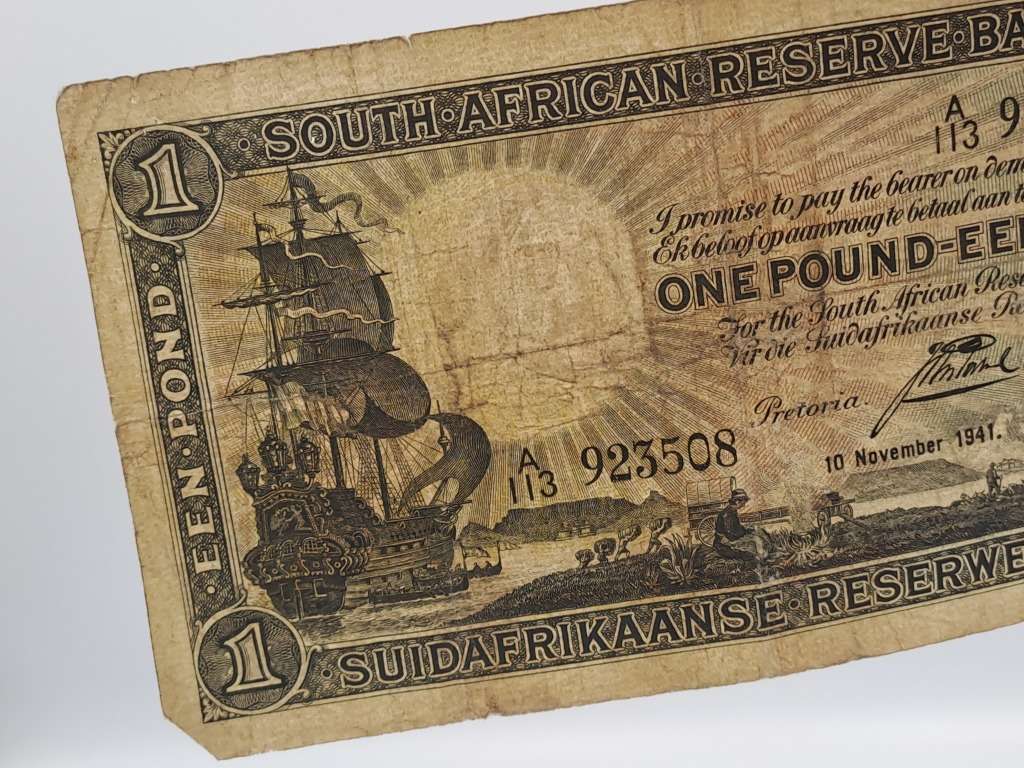 SOUTH·AFRICAN·RESERVE·BA
1
A
113 9
I promise to pay the bearer on dem
Ek beloof op aanvraag te betaal aan t
ONE POUND-EE
For the South African Rese
Vir die Suidafrikaanse Re
Pretoria.
10 November 1941.
A
113 923508
EEN·POND·
1
SUIDAFRIKAANSE·RESERWE